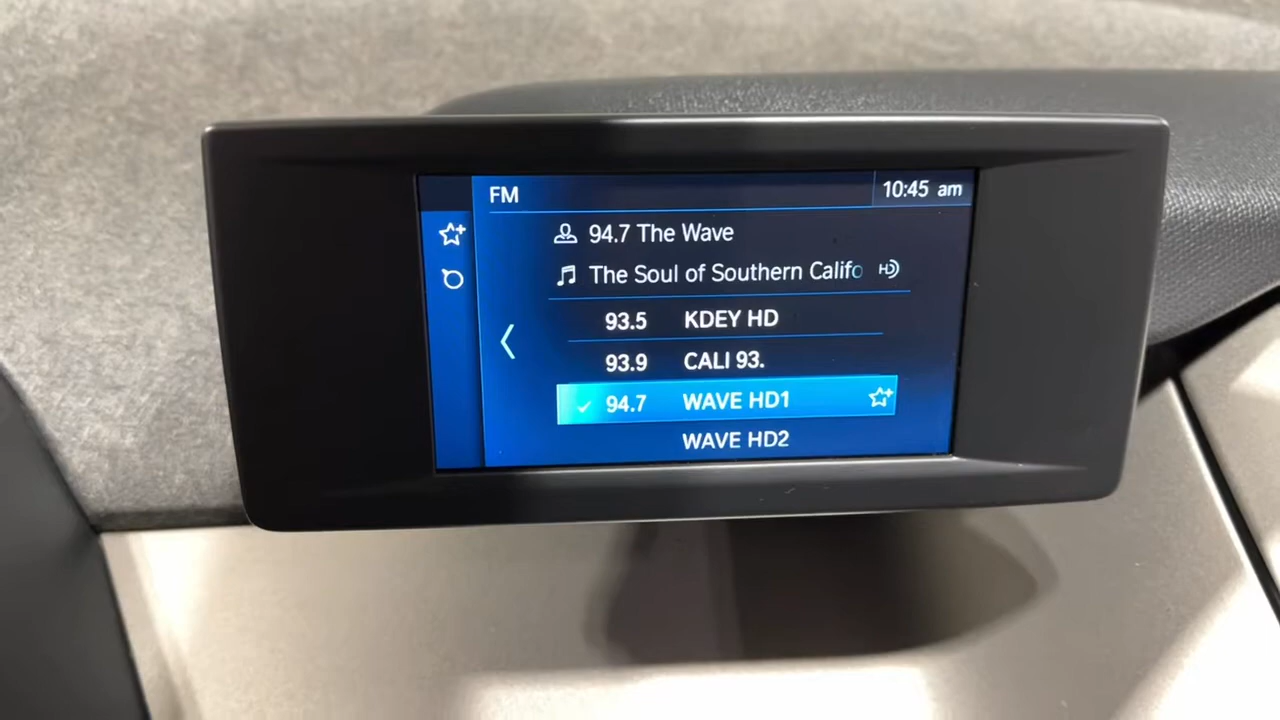 FM 10:45 am
94.7 The Wave
The Soul of Southern Califo HD
93.5 KDEY HD
93.9 CALI 93.
94.7 WAVE HD1
WAVE HD2